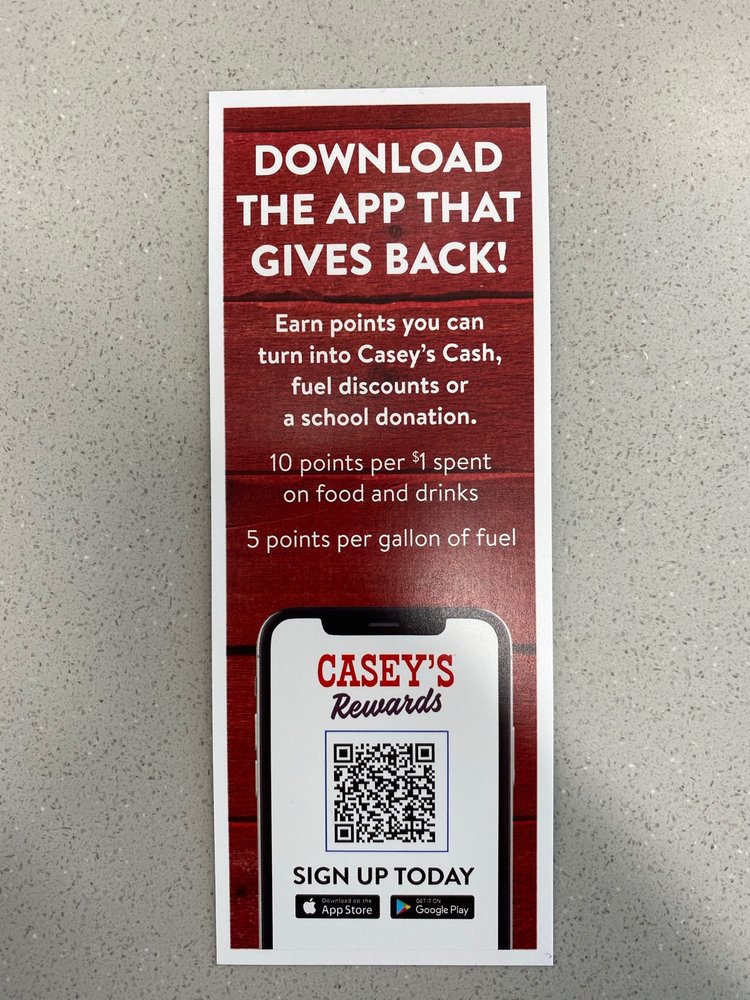 DOWNLOAD
THE APP THAT
GIVES BACK!
Earn points you can
turn into Casey's Cash,
fuel discounts or
a school donation.
10 points per $1 spent
on food and drinks
5 points per gallon of fuel
CASEY'S
Rewards
SIGN UP TODAY
Download on the
App Store
GET IT ON
Google Play